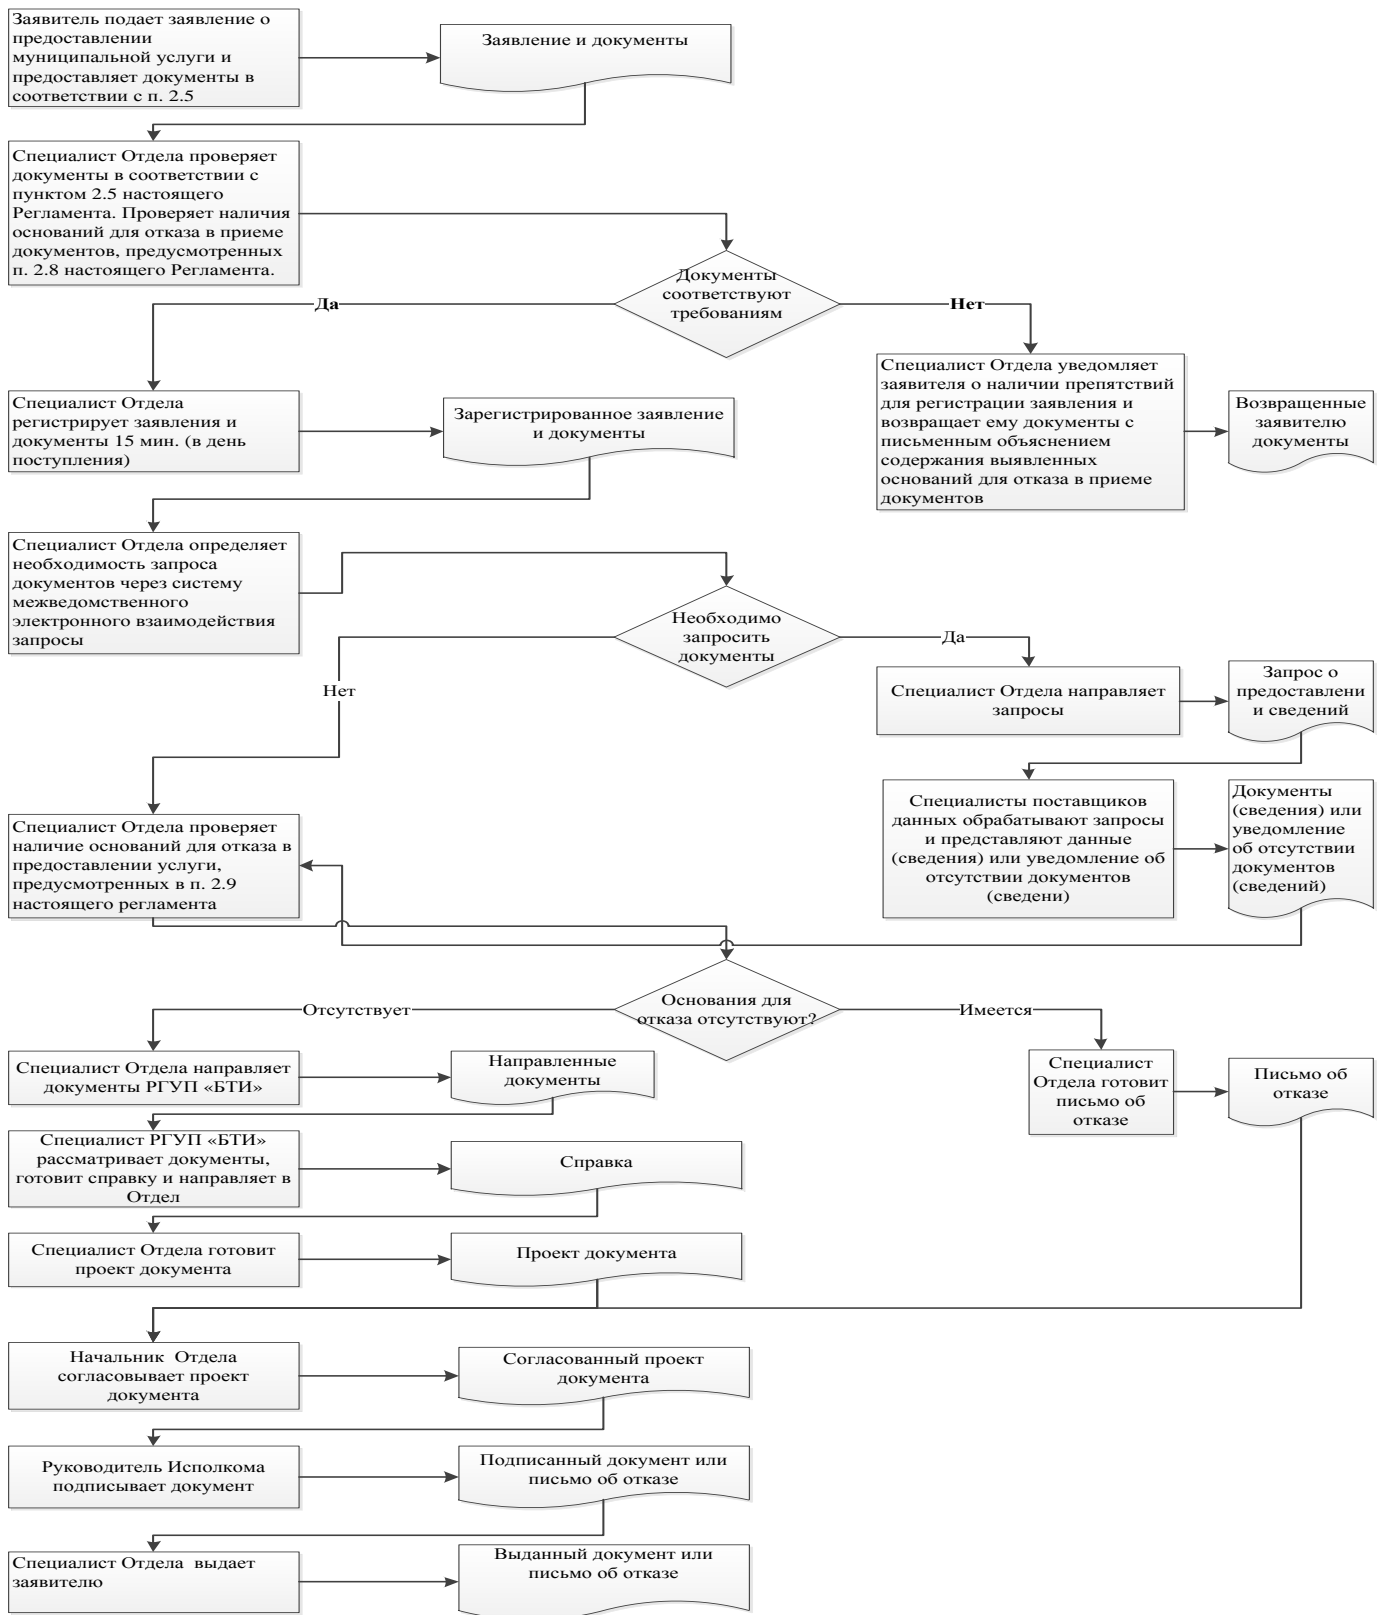 Заявитель подает заявление о
предоставлении
муниципальной услуги и
предоставляет документы в
соответствии с п. 2.5
Заявление и документы
Специалист Отдела проверяет
документы в соответствии с
пунктом 2.5 настоящего
Регламента. Проверяет наличия
оснований для отказа в приеме
документов, предусмотренных
п. 2.8 настоящего Регламента.
Документы
соответствуют
требованиям
Да
Нет
Специалист Отдела
регистрирует заявления и
документы 15 мин. (в день
поступления)
Зарегистрированное заявление
и документы
Специалист Отдела уведомляет
заявителя о наличии препятствий
для регистрации заявления и
возвращает ему документы с
письменным объяснением
содержания выявленных
оснований для отказа в приеме
документов
Возвращенные
заявителю
документы
Специалист Отдела определяет
необходимость запроса
документов через систему
межведомственного
электронного взаимодействия
запросы
Необходимо
запросить
документы
Да
Нет
Специалист Отдела направляет
запросы
Запрос о
предоставлени
и сведений
Специалисты поставщиков
данных обрабатывают запросы
и представляют данные
(сведения) или уведомление об
отсутствии документов
(сведени)
Документы
(сведения) или
уведомление
об отсутствии
документов
(сведений)
Специалист Отдела проверяет
наличие оснований для отказа в
предоставлении услуги,
предусмотренных в п. 2.9
настоящего регламента
Основания для
отказа отсутствуют?
Отсутствует
Имеется
Специалист Отдела направляет
документы РГУП «БТИ»
Направленные
документы
Специалист
Отдела готовит
письмо об
отказе
Письмо об
отказе
Специалист РГУП «БТИ»
рассматривает документы,
готовит справку и направляет в
Отдел
Справка
Специалист Отдела готовит
проект документа
Проект документа
Начальник  Отдела
согласовывает проект
документа
Согласованный проект
документа
Руководитель Исполкома
подписывает документ
Подписанный документ или
письмо об отказе
Специалист Отдела  выдает
заявителю
Выданный документ или
письмо об отказе